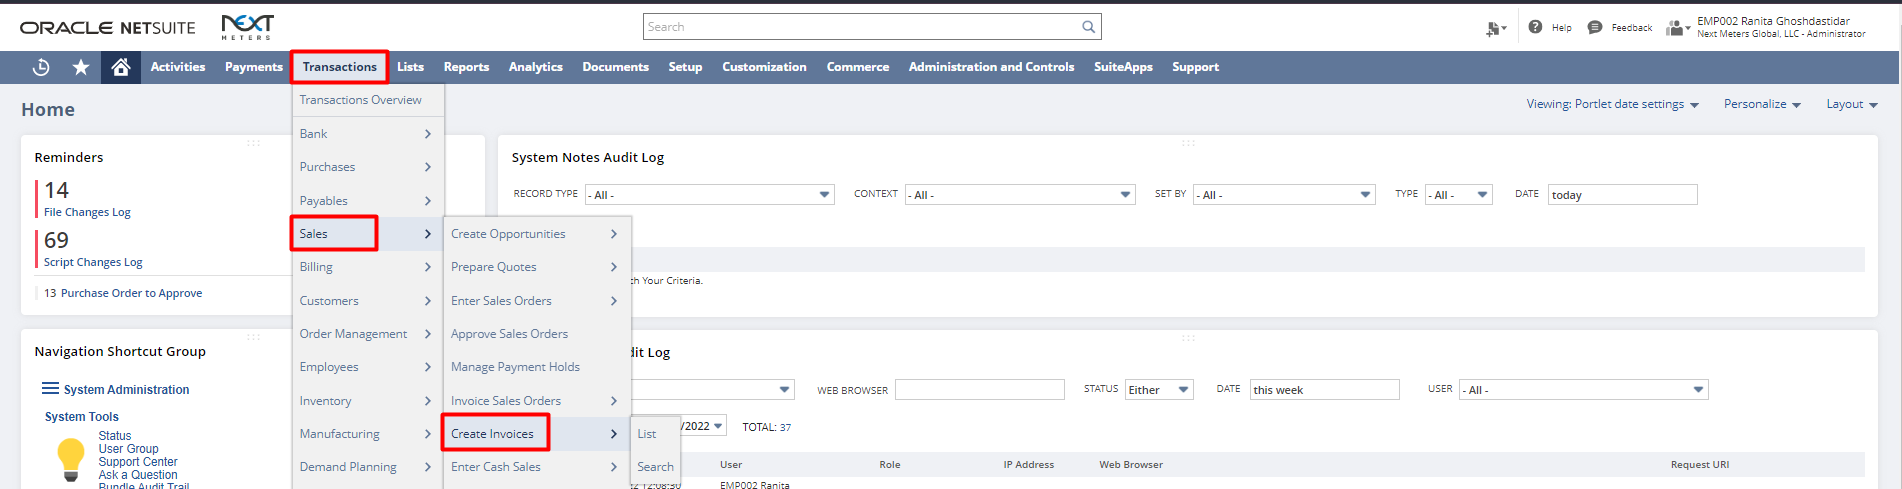 ORACLE NETSUITE
NEXT
METERS
Search
Help
Feedback
EMP002 Ranita Ghoshdastidar
Next Meters Global, LLC - Administrator
Activities
Payments
Transactions
Lists
Reports
Analytics
Documents
Setup
Customization
Commerce
Administration and Controls
SuiteApps
Support
Home
Viewing: Portlet date settings
Personalize
Layout
Transactions Overview
Bank
Purchases
Payables
Sales
Billing
Customers
Order Management
Employees
Inventory
Manufacturing
Demand Planning
Create Opportunities
Prepare Quotes
Enter Sales Orders
Approve Sales Orders
Manage Payment Holds
Invoice Sales Orders
Create Invoices
Enter Cash Sales
List
Search
Reminders
14
File Changes Log
69
Script Changes Log
13 Purchase Order to Approve
Navigation Shortcut Group
System Administration
System Tools
Status
User Group
Support Center
Ask a Question
Bundle Audit Trail
System Notes Audit Log
RECORD TYPE
- All -
CONTEXT
- All -
SET BY
- All -
TYPE
- All -
DATE
today
Your Criteria.
Log
WEB BROWSER
STATUS
Either
DATE
this week
USER
- All -
/2022
TOTAL: 37
User
Role
IP Address
Web Browser
Request URI
12:08:30
EMP002 Ranita